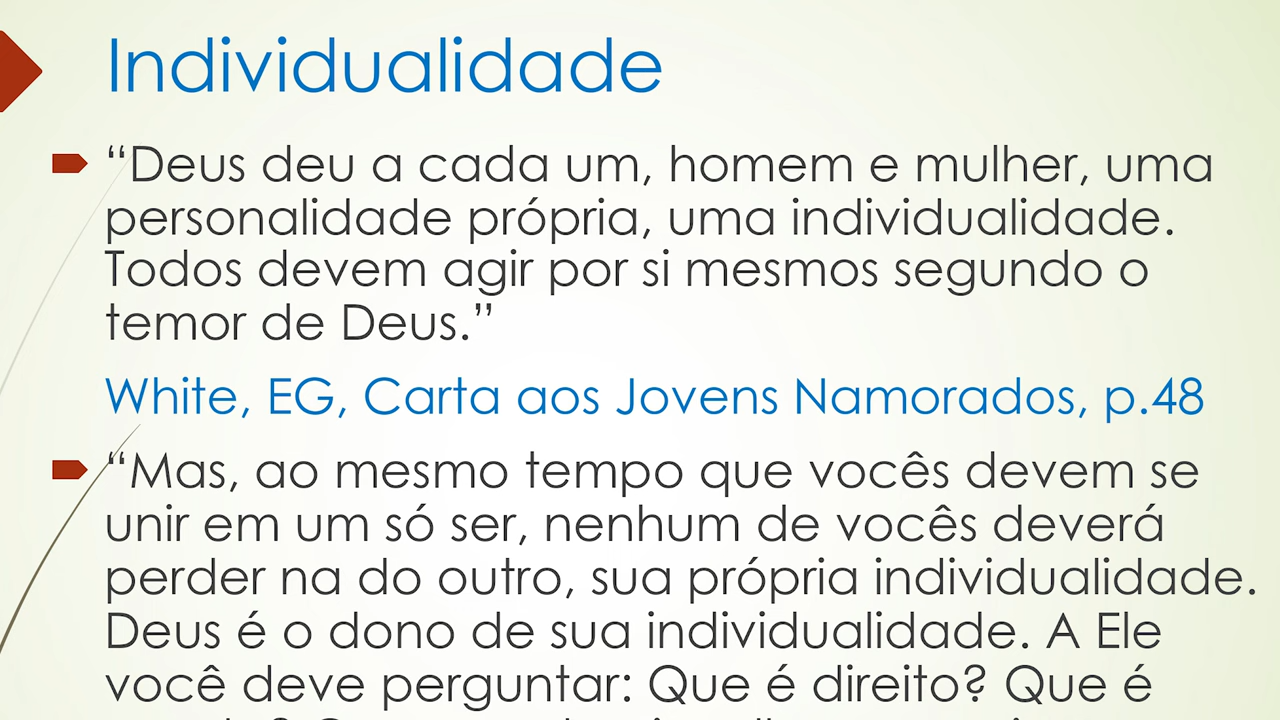 Individualidade
“Deus deu a cada um, homem e mulher, uma
personalidade própria, uma individualidade.
Todos devem agir por si mesmos segundo o
temor de Deus.”
White, EG, Carta aos Jovens Namorados, p.48
“Mas, ao mesmo tempo que vocês devem se
unir em um só ser, nenhum de vocês deverá
perder na do outro, sua própria individualidade.
Deus é o dono de sua individualidade. A Ele
você deve perguntar: Que é direito? Que é